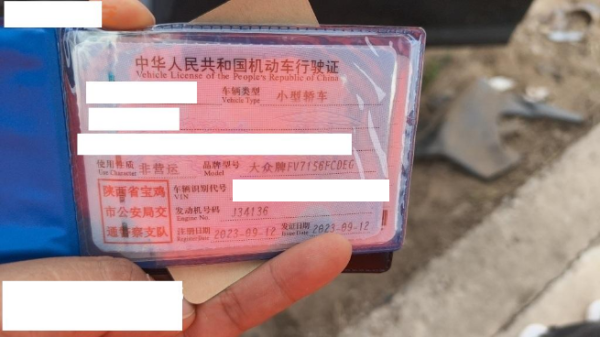 中华人民共和国机动车行驶证
Vehicle License of the People's Republic of China
车辆类型 小型轿车
Vehicle Type
使用性质 非营运 品牌型号 大众牌FV7156FCDEG
Use Character Model
陕西省宝鸡
市公安局交
通警察支队
车辆识别代号
VIN
发动机号码 J34136
Engine No.
注册日期 2023-09-12 发证日期 2023-09-12
Register Date Issue Date